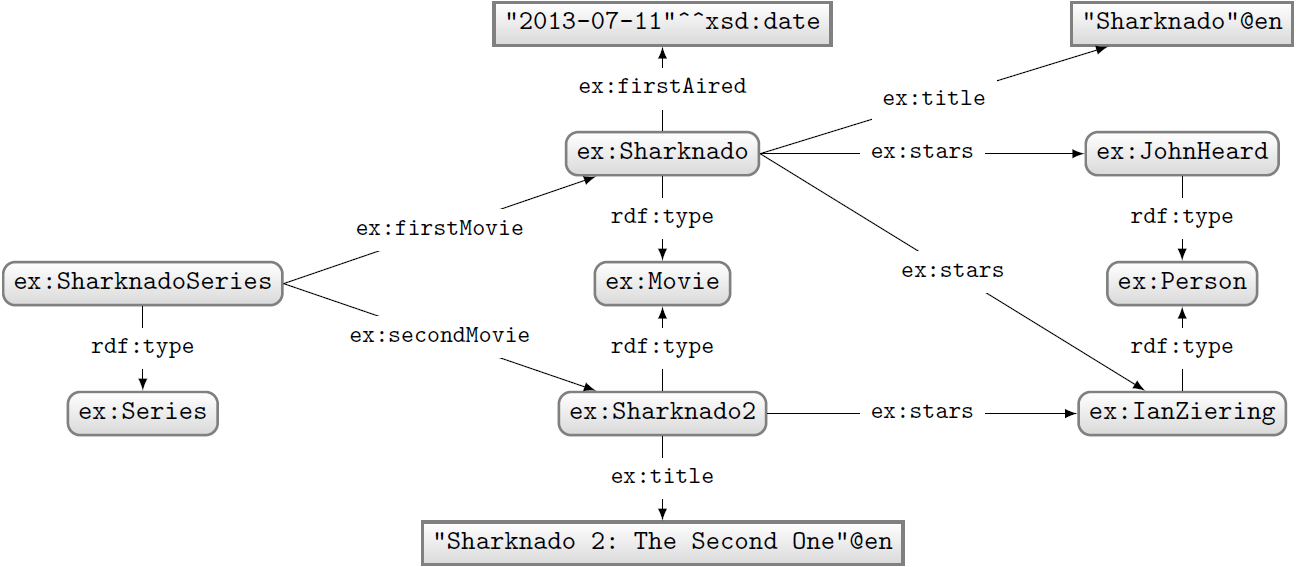 "2013-07-11"^^xsd:date
"Sharknado"@en
ex:firstAired
ex:title
ex:Sharknado
ex:stars
ex:JohnHeard
ex:firstMovie
rdf:type
rdf:type
ex:stars
ex:SharknadoSeries
ex:Movie
ex:Person
ex:secondMovie
rdf:type
rdf:type
rdf:type
ex:Series
ex:Sharknado2
ex:stars
ex:IanZiering
ex:title
"Sharknado 2: The Second One"@en